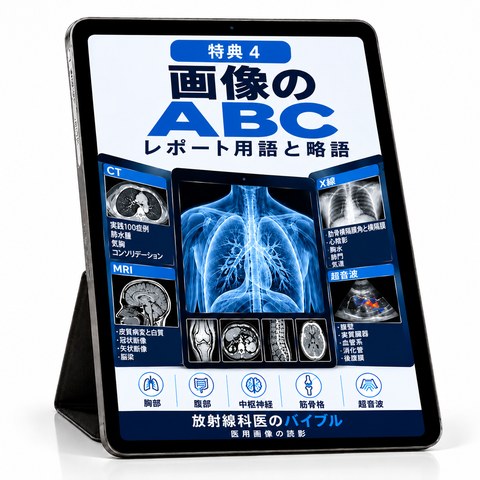 特典 4
画像の
ABC
レポート用語と略語
CT
実践100症例
肺水腫
気胸
コンソリデーション
MRI
・皮質病変と白質
・冠状断像
・矢状断像
・脳染
X線
・肋骨横隔膜角と横隔膜
・心陰影
・胸水
・肺門
・気道
超音波
・腹壁
・実質臓器
・血管系
・消化管
・後腹膜
胸部
腹部
中枢神経
筋骨格
超音波
放射線科医のバイブル
医用画像の読影